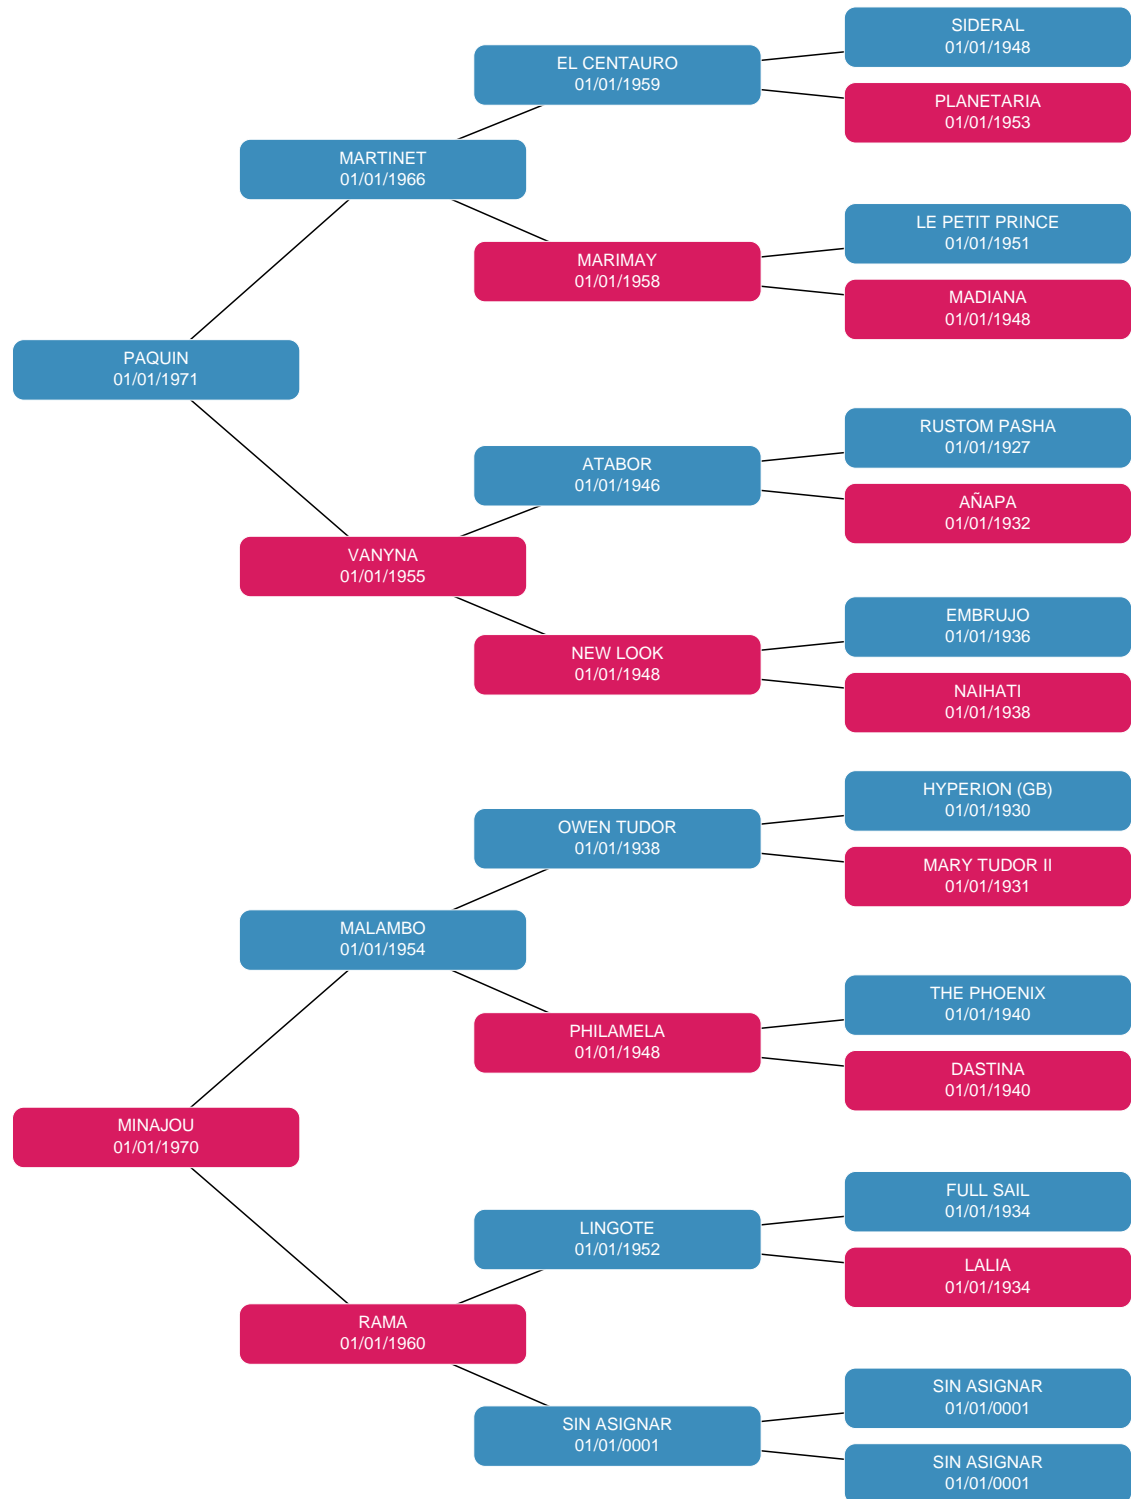 SIDERAL
01/01/1948
EL CENTAURO
01/01/1959
PLANETARIA
01/01/1953
MARTINET
01/01/1966
LE PETIT PRINCE
01/01/1951
MARIMAY
01/01/1958
MADIANA
01/01/1948
PAQUIN
01/01/1971
RUSTOM PASHA
01/01/1927
ATABOR
01/01/1946
AÑAPA
01/01/1932
VANYNA
01/01/1955
EMBRUJO
01/01/1936
NEW LOOK
01/01/1948
NAIHATI
01/01/1938
HYPERION (GB)
01/01/1930
OWEN TUDOR
01/01/1938
MARY TUDOR II
01/01/1931
MALAMBO
01/01/1954
THE PHOENIX
01/01/1940
PHILAMELA
01/01/1948
DASTINA
01/01/1940
MINAJOU
01/01/1970
FULL SAIL
01/01/1934
LINGOTE
01/01/1952
LALIA
01/01/1934
RAMA
01/01/1960
SIN ASIGNAR
01/01/0001
SIN ASIGNAR
01/01/0001
SIN ASIGNAR
01/01/0001